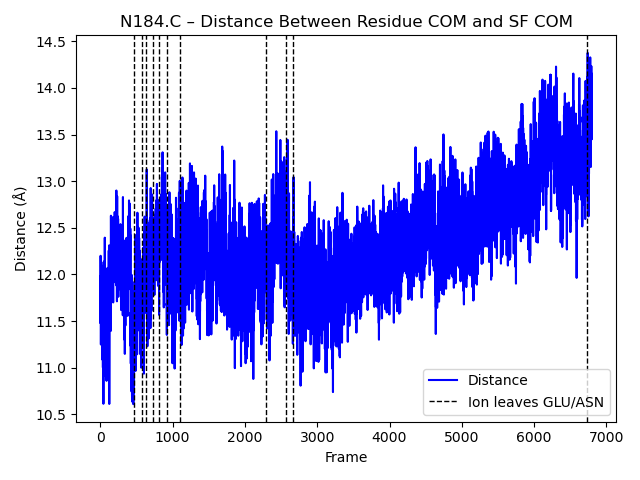 N184.C – Distance Between Residue COM and SF COM
14.5
14.0
13.5
13.0
12.5
12.0
11.5
11.0
10.5
Distance (Å)
Distance
Ion leaves GLU/ASN
0 1000 2000 3000 4000 5000 6000 7000
Frame